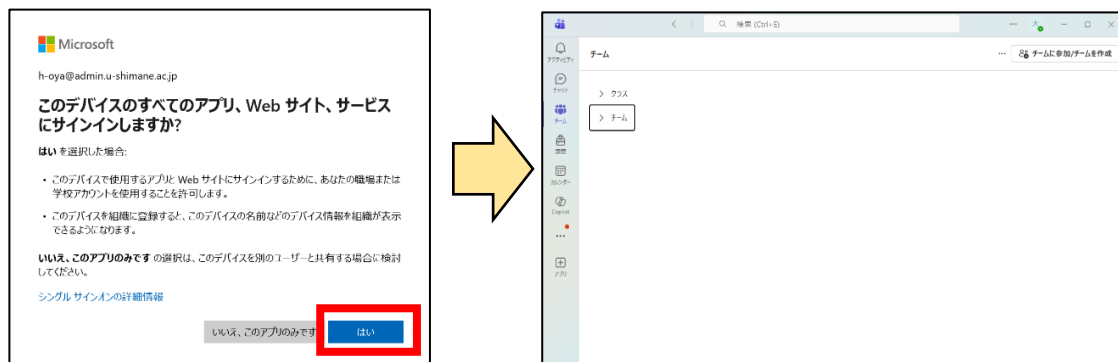 Microsoft
h-oya@admin.u-shimane.ac.jp
このデバイスのすべてのアプリ、Web サイト、サービス
にサインインしますか?
はい を選択した場合:
・このデバイスで使用するアプリと Web サイトにサインインするために、あなたの職場または
学校アカウントを使用することを許可します。
・このデバイスを組織に登録すると、このデバイスの名前などのデバイス情報を組織が表示
できるようになります。
いいえ、このアプリのみです の選択は、このデバイスを別のユーザーと共有する場合に検討
してください。
シングル サインオンの詳細情報
いいえ、このアプリのみです
はい
検索 (Ctrl+E)
大
アクティビティ
チャット
チーム
課題
カレンダー
Copilot
アプリ
チーム
チームに参加/チームを作成
クラス
チーム